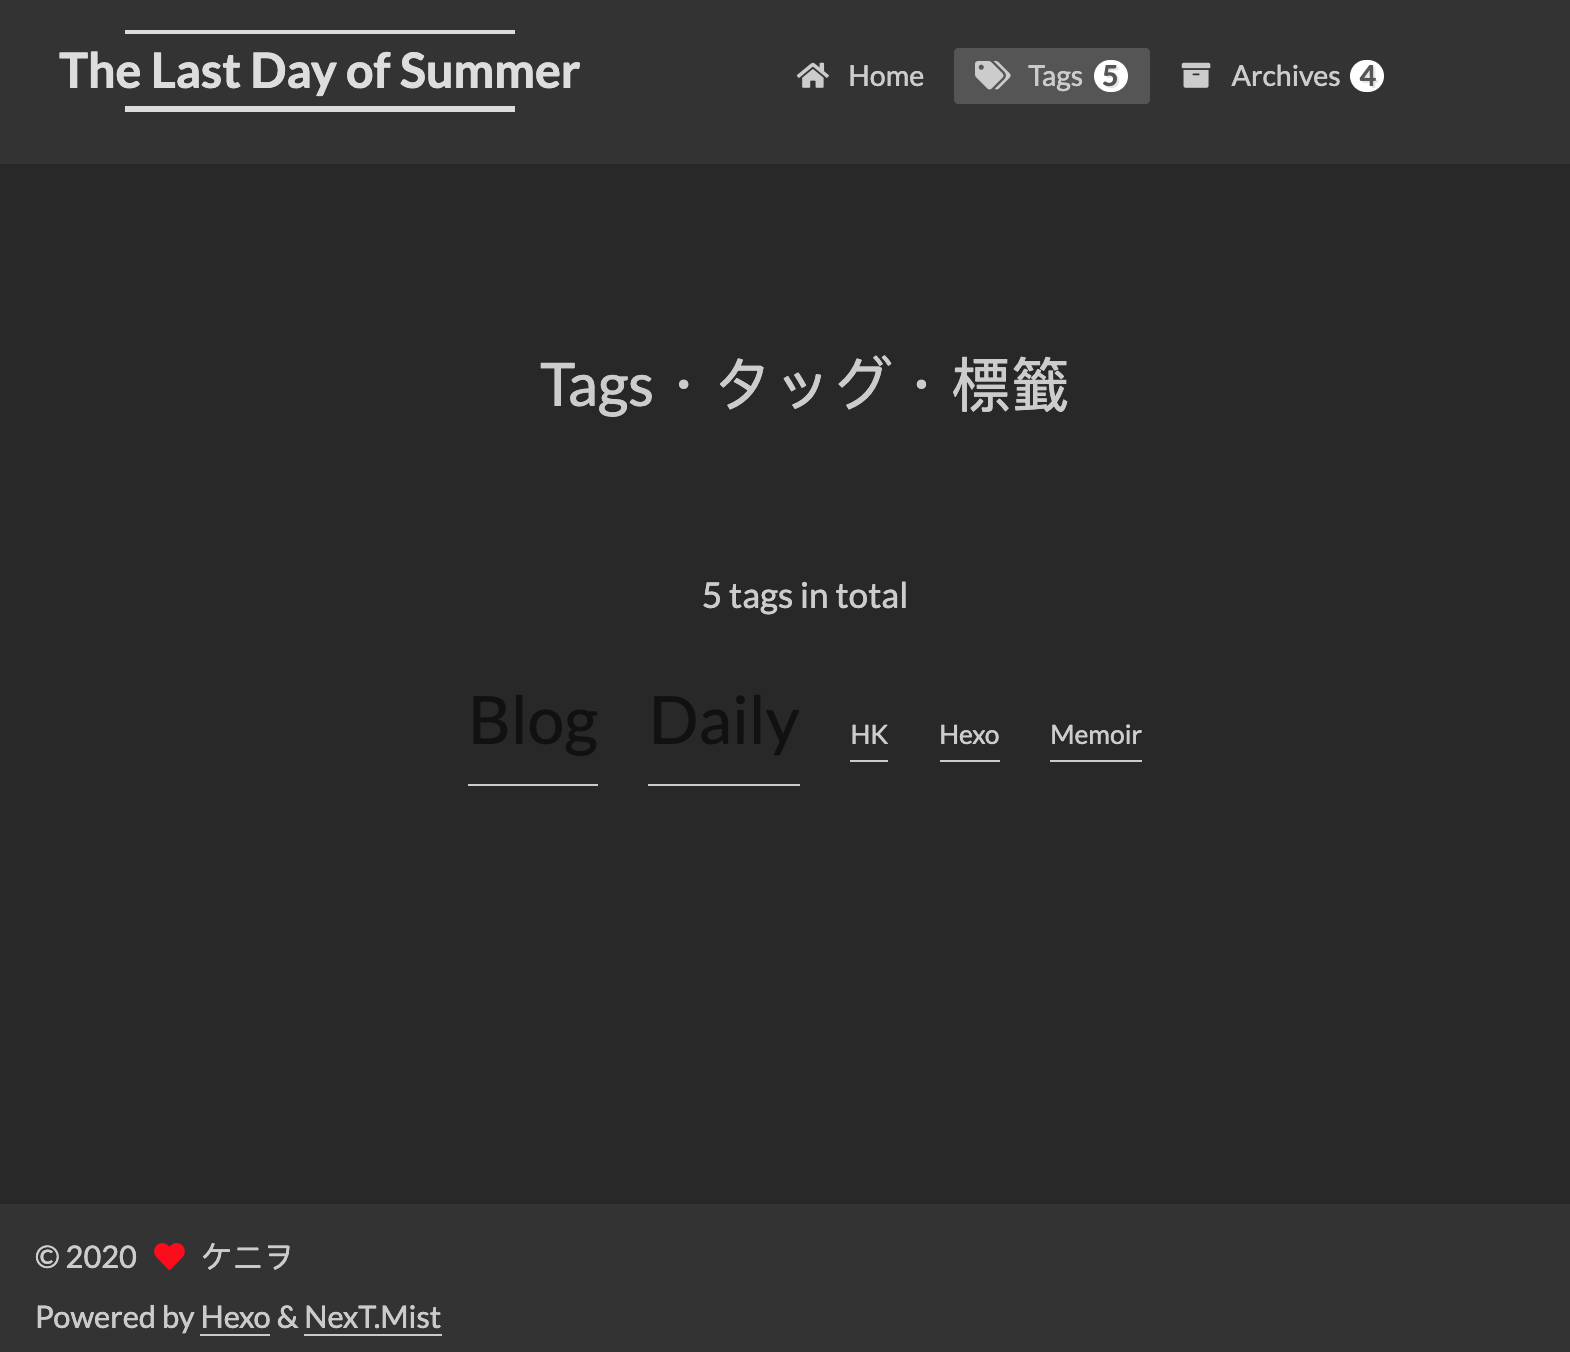 The Last Day of Summer
Home Tags 5 Archives 4
Tags・タッグ・標籤
5 tags in total
Blog Daily HK Hexo Memoir
© 2020 ケニヲ
Powered by Hexo & NexT.Mist